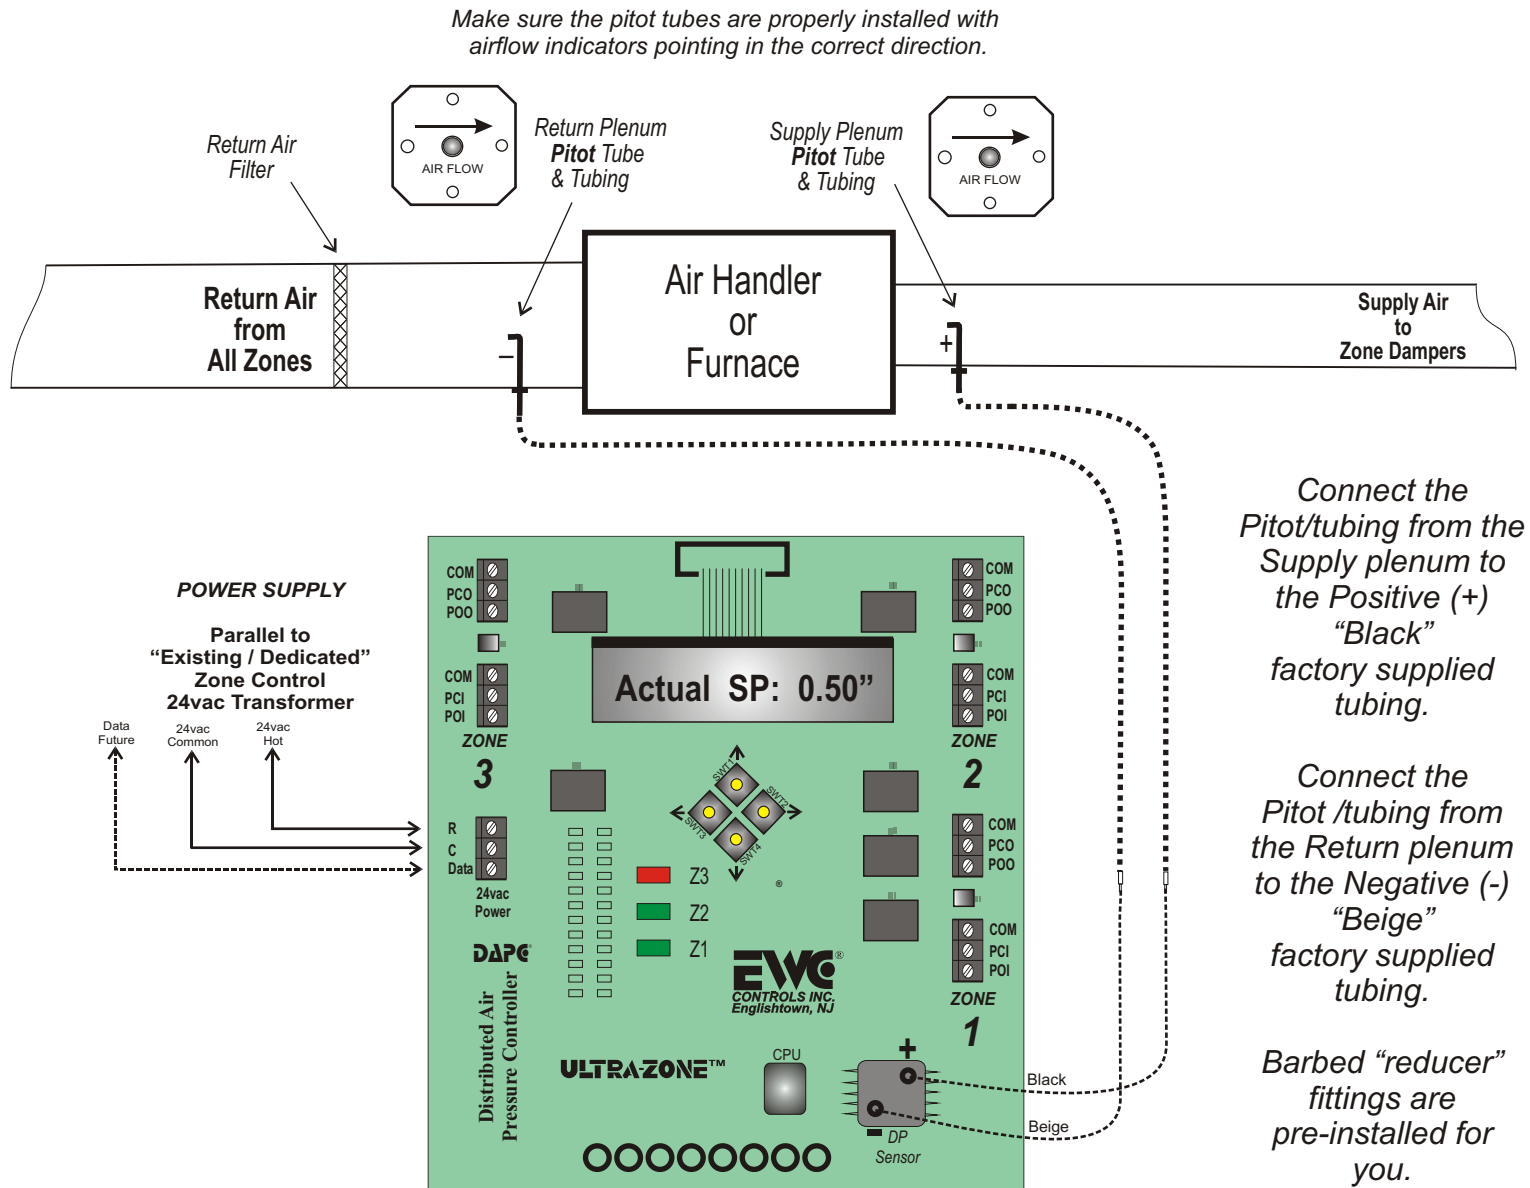 Make sure the pitot tubes are properly installed with
airflow indicators pointing in the correct direction.
AIR FLOW
AIR FLOW
Return Air
Filter
Return Plenum
Pitot Tube
& Tubing
Supply Plenum
Pitot Tube
& Tubing
Return Air
from
All Zones
–
Air Handler
or
Furnace
+
Supply Air
to
Zone Dampers
POWER SUPPLY
Parallel to
“Existing / Dedicated”
Zone Control
24vac Transformer
Data
Future
24vac
Common
24vac
Hot
COM
PCO
POO
COM
PCI
POI
ZONE
3
R
C
Data
24vac
Power
DAPC®
Distributed Air
Pressure Controller
Actual SP: 0.50”
SWT1
SWT2
SWT3
SWT4
®
Z3
Z2
Z1
EWC®
CONTROLS INC.
Englishtown, NJ
ULTRA-ZONE™
CPU
+
–
DP
Sensor
COM
PCO
POO
COM
PCI
POI
ZONE
2
COM
PCO
POO
COM
PCI
POI
ZONE
1
Black
Beige
Connect the
Pitot/tubing from the
Supply plenum to
the Positive (+)
“Black”
factory supplied
tubing.
Connect the
Pitot /tubing from
the Return plenum
to the Negative (-)
“Beige”
factory supplied
tubing.
Barbed “reducer”
fittings are
pre-installed for
you.